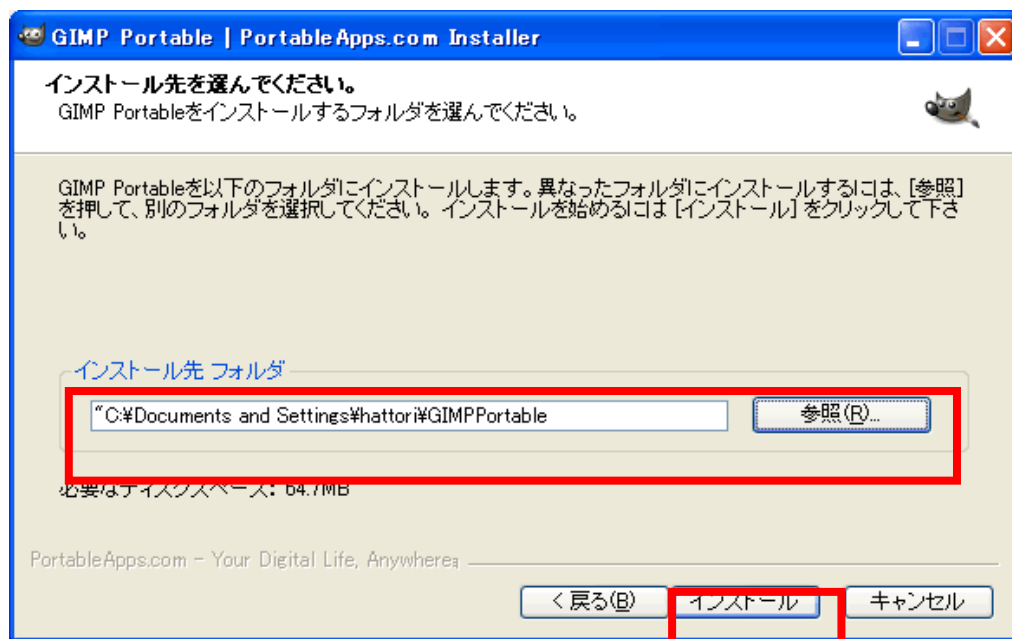 GIMP Portable | PortableApps.com Installer
インストール先を選んでください。
GIMP Portableをインストールするフォルダを選んでください。
GIMP Portableを以下のフォルダにインストールします。異なったフォルダにインストールするには、[参照]
を押して、別のフォルダを選択してください。インストールを始めるには [インストール] をクリックして下さ
い。
インストール先 フォルダ
"C:¥Documents and Settings¥hattori¥GIMPPortable
参照(R)...
必要なディスクスペース: 64.7MB
PortableApps.com - Your Digital Life, Anywhere
< 戻る(B)
インストール
キャンセル